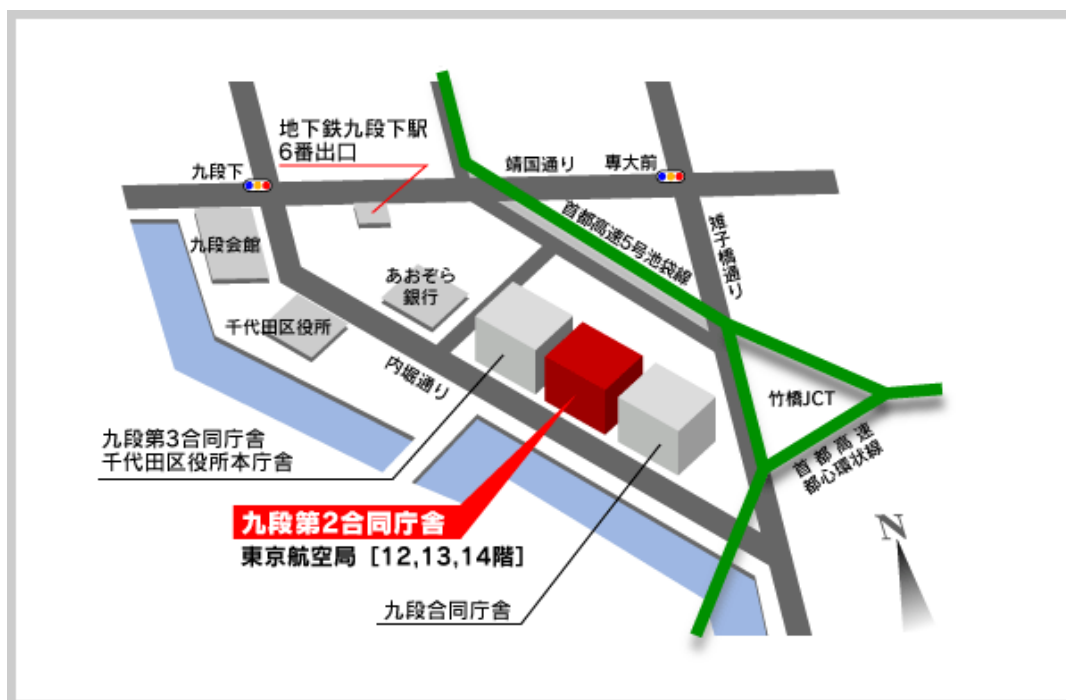 地下鉄九段下駅
6番出口
九段下
靖国通り
専大前
首都高速5号池袋線
雉子橋通り
九段会館
あおぞら
銀行
千代田区役所
内堀通り
竹橋JCT
首都高速
都心環状線
九段第3合同庁舎
千代田区役所本庁舎
九段第2合同庁舎
東京航空局［12,13,14階］
九段合同庁舎
N